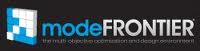 modeFRONTIER®
the multi-objective optimization and design environment